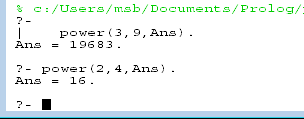 % c:/Users/msb/Documents/Prolog/
?-
|    power(3,9,Ans).
Ans = 19683.

?- power(2,4,Ans).
Ans = 16.

?-